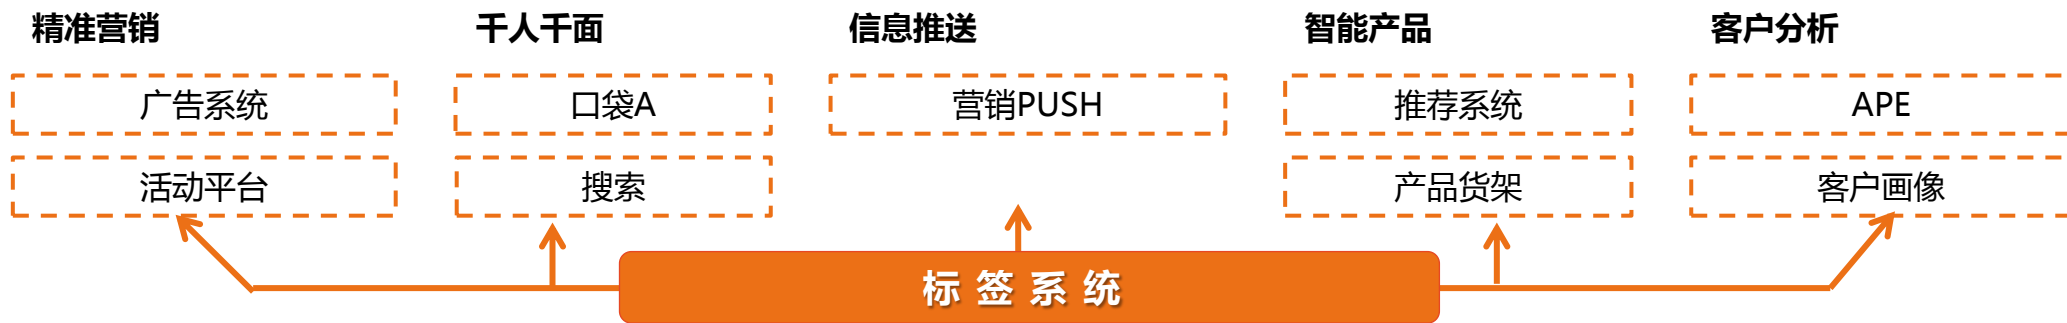 精准营销
千人千面
信息推送
智能产品
客户分析
广告系统
口袋A
营销PUSH
推荐系统
APE
活动平台
搜索
产品货架
客户画像
标签系统